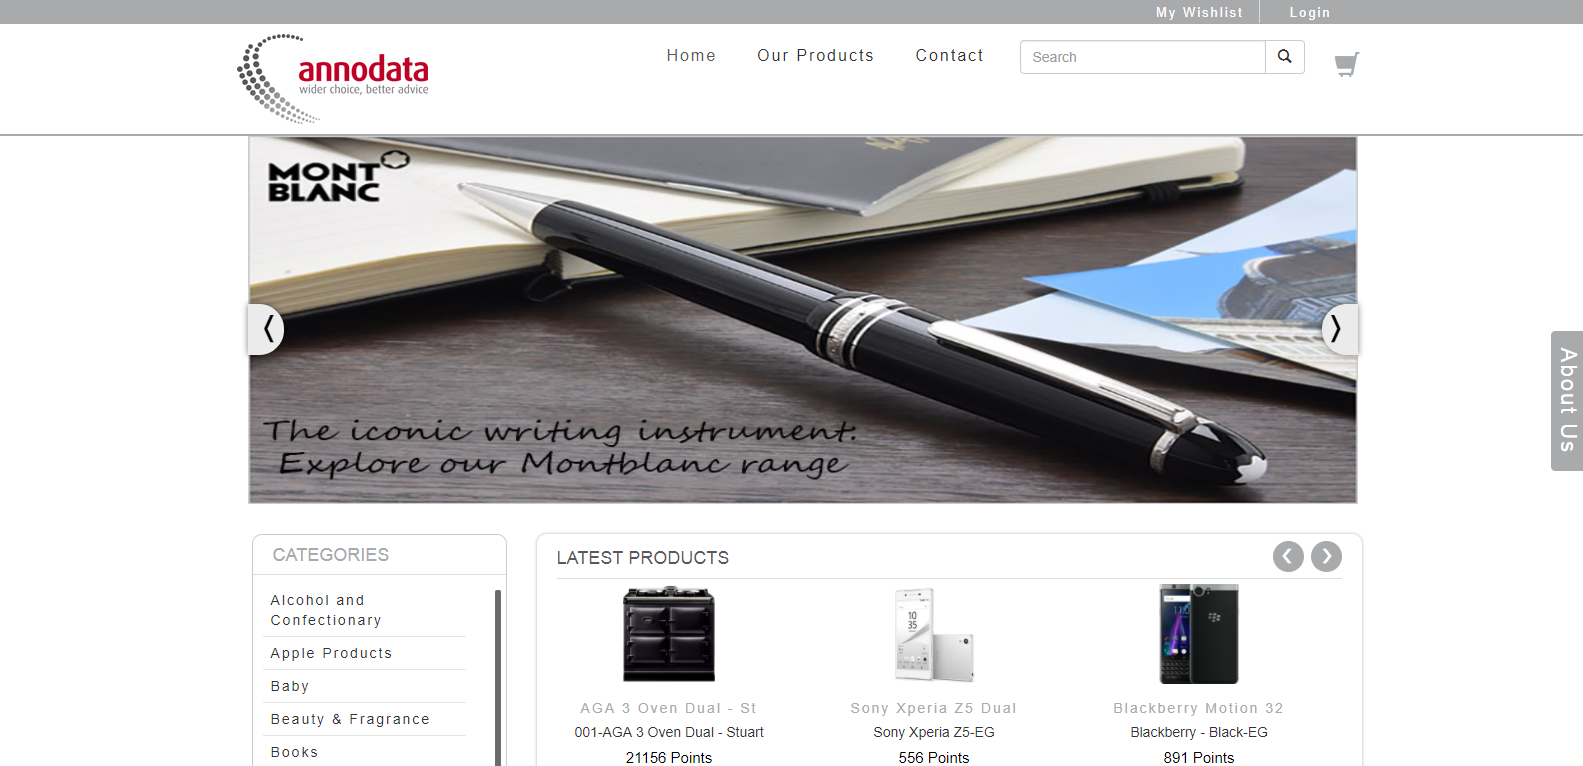 My Wishlist
Login
annodata
wider choice, better advice
Home
Our Products
Contact
Search
MONT
BLANC
The iconic writing instrument:
Explore our Montblanc range
About Us
CATEGORIES
Alcohol and
Confectionary
Apple Products
Baby
Beauty & Fragrance
Books
LATEST PRODUCTS
10
35
AGA 3 Oven Dual - St
001-AGA 3 Oven Dual - Stuart
21156 Points
Sony Xperia Z5 Dual
Sony Xperia Z5-EG
556 Points
Blackberry Motion 32
Blackberry - Black-EG
891 Points